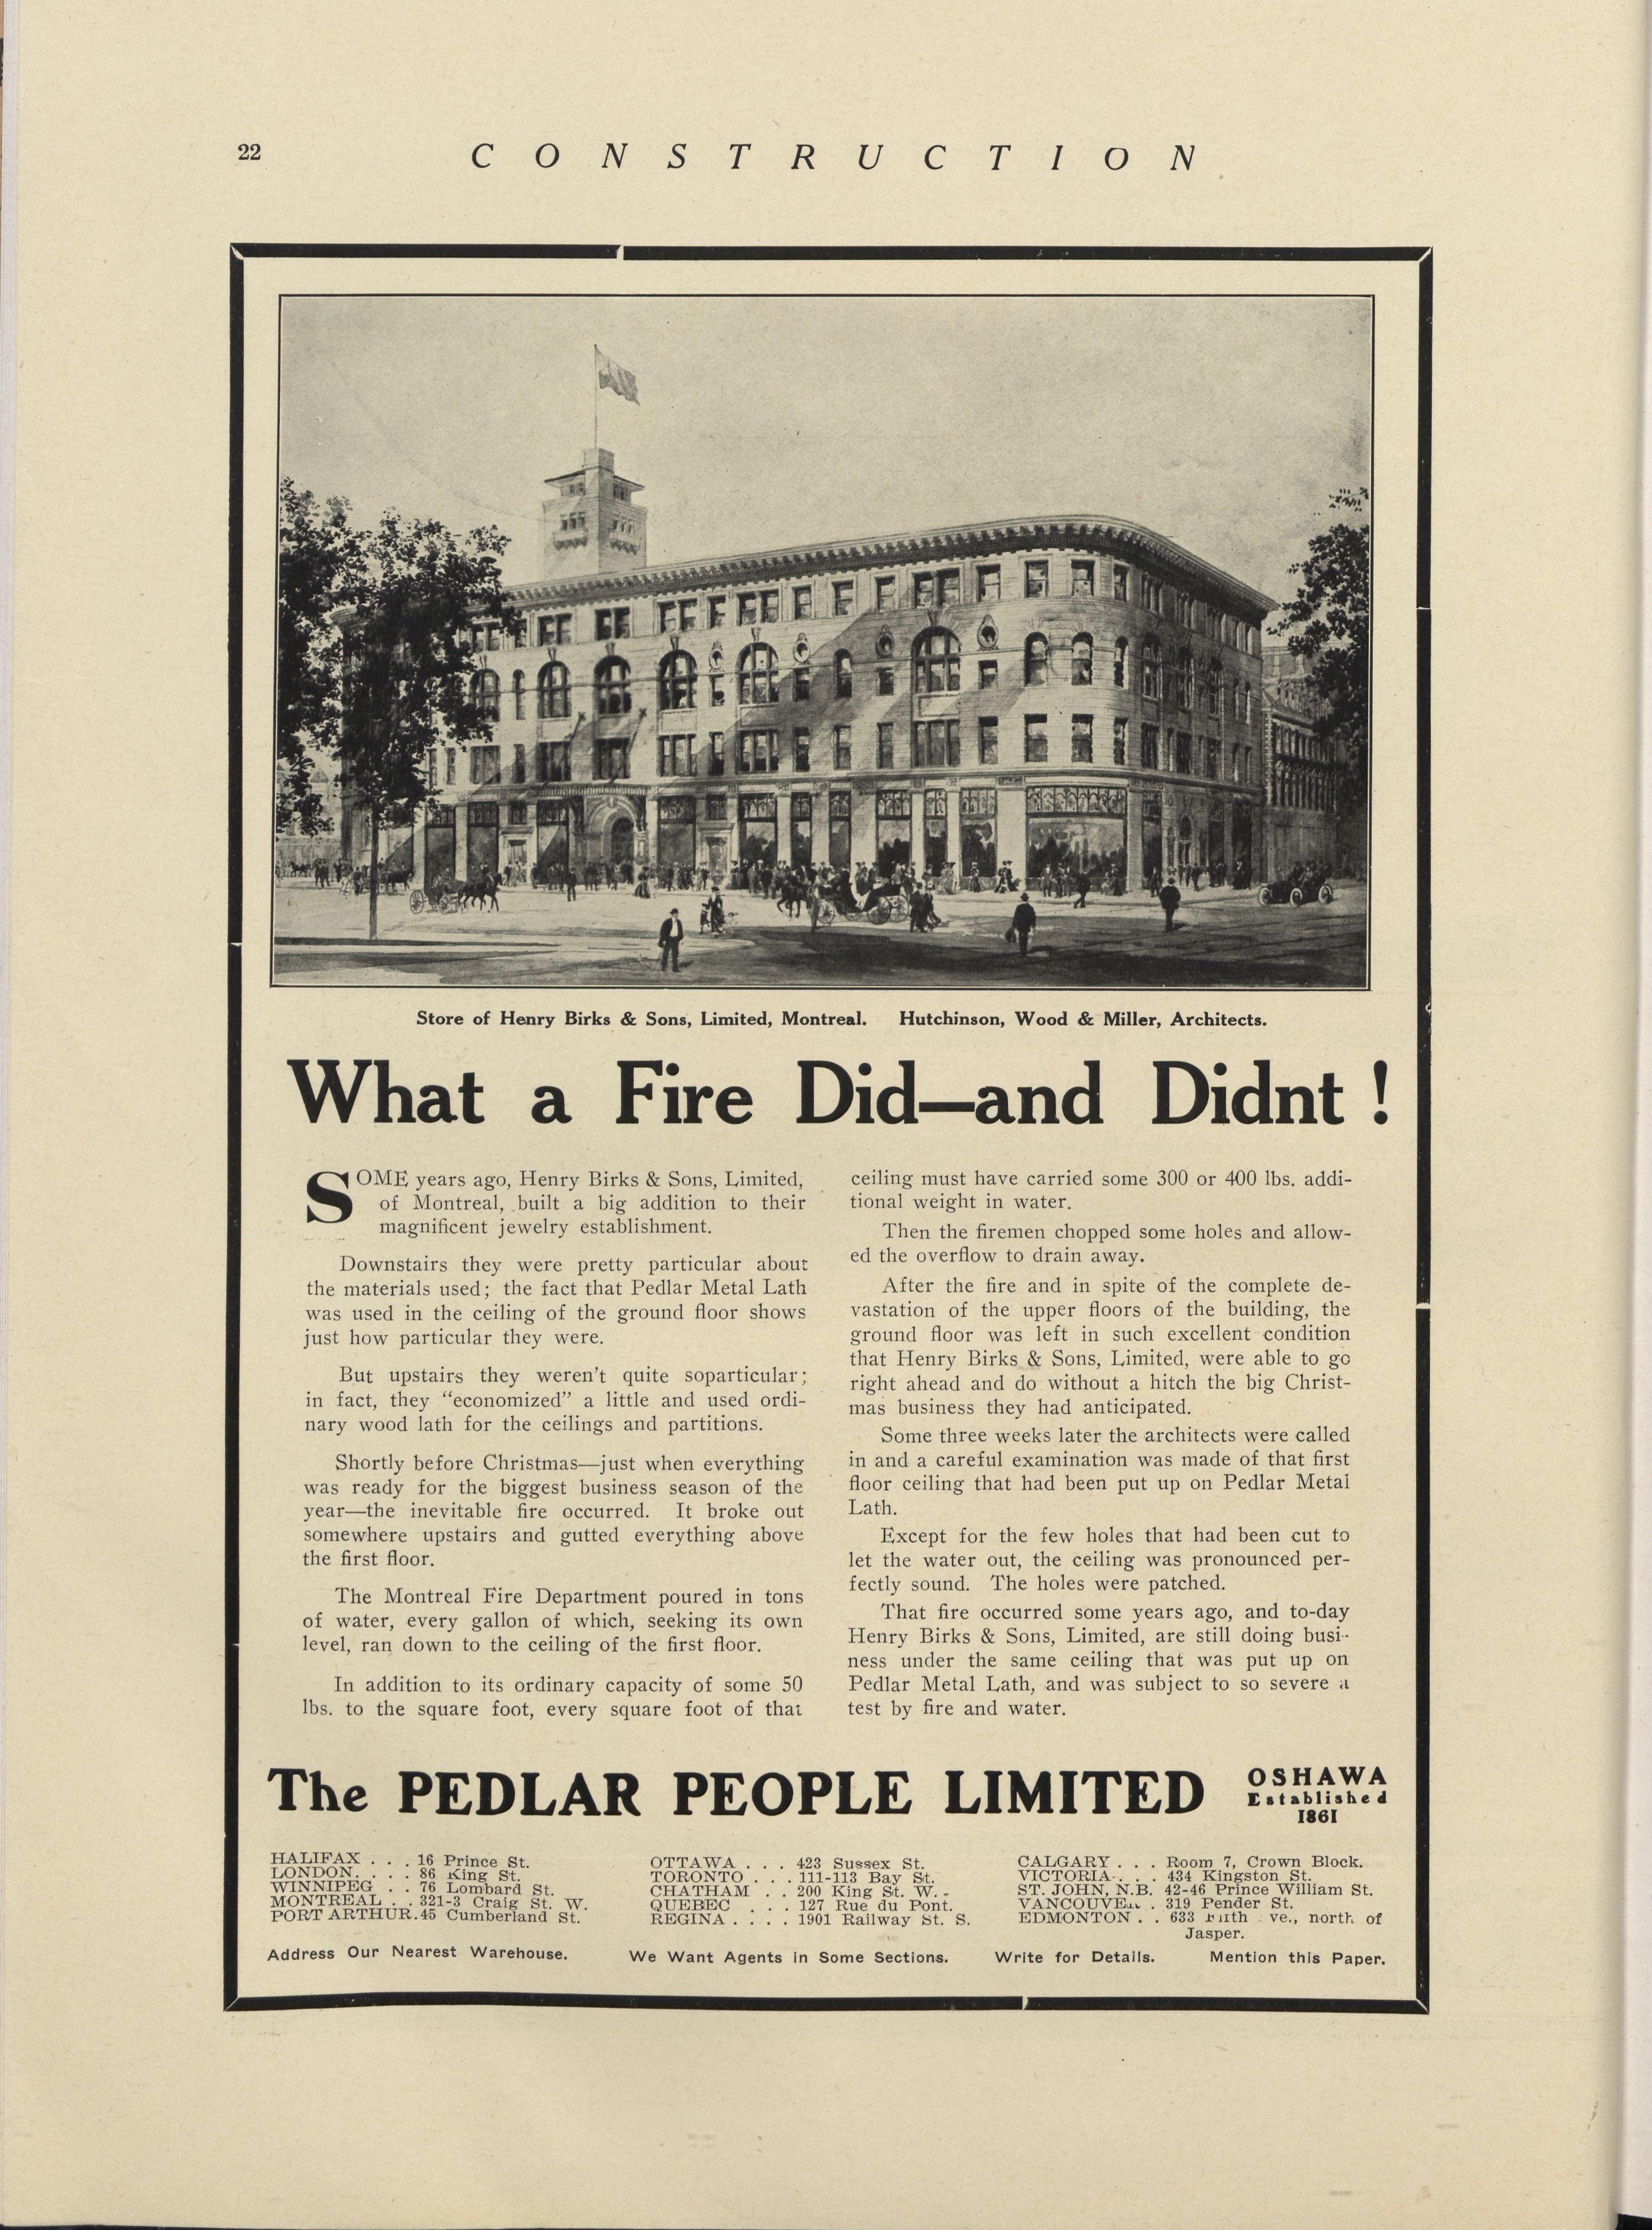 22
CONSTRUCTION
Store of Henry Birks & Sons, Limited, Montreal. Hutchinson, Wood & Miller, Architects.
What a Fire Did—and Didnt!
SOME years ago, Henry Birks & Sons, Limited,
of Montreal, built a big addition to their
magnificent jewelry establishment.
Downstairs they were pretty particular about
the materials used; the fact that Pedlar Metal Lath
was used in the ceiling of the ground floor shows
just how particular they were.
But upstairs they weren't quite soparticular;
in fact, they "economized" a little and used ordi-
nary wood lath for the ceilings and partitions.
Shortly before Christmas—just when everything
was ready for the biggest business season of the
year—the inevitable fire occurred. It broke out
somewhere upstairs and gutted everything above
the first floor.
The Montreal Fire Department poured in tons
of water, every gallon of which, seeking its own
level, ran down to the ceiling of the first floor.
In addition to its ordinary capacity of some 50
lbs. to the square foot, every square foot of that
ceiling must have carried some 300 or 400 lbs. addi-
tional weight in water.
Then the firemen chopped some holes and allow-
ed the overflow to drain away.
After the fire and in spite of the complete de-
vastation of the upper floors of the building, the
ground floor was left in such excellent condition
that Henry Birks & Sons, Limited, were able to go
right ahead and do without a hitch the big Christ-
mas business they had anticipated.
Some three weeks later the architects were called
in and a careful examination was made of that first
floor ceiling that had been put up on Pedlar Metal
Lath.
Except for the few holes that had been cut to
let the water out, the ceiling was pronounced per-
fectly sound. The holes were patched.
That fire occurred some years ago, and to-day
Henry Birks & Sons, Limited, are still doing busi-
ness under the same ceiling that was put up on
Pedlar Metal Lath, and was subject to so severe a
test by fire and water.
The PEDLAR PEOPLE LIMITED
OSHAWA
Established
1861
HALIFAX . . . 16 Prince St.
LONDON. . . . 86 King St.
WINNIPEG . . 76 Lombard St.
MONTREAL . . 321-3 Craig St. W.
PORT ARTHUR. 45 Cumberland St.
OTTAWA . . . 423 Sussex St.
TORONTO . . . 111-113 Bay St.
CHATHAM . . 200 King St. W.
QUEBEC . . . 127 Rue du Pont.
REGINA . . . . 1901 Railway St. S.
CALGARY . . . Room 7, Crown Block.
VICTORIA . . . 434 Kingston St.
ST. JOHN, N.B. 42-46 Prince William St.
VANCOUVER . 319 Pender St.
EDMONTON . . 633 ve., north of
Jasper.
Address Our Nearest Warehouse. We Want Agents in Some Sections. Write for Details. Mention this Paper.